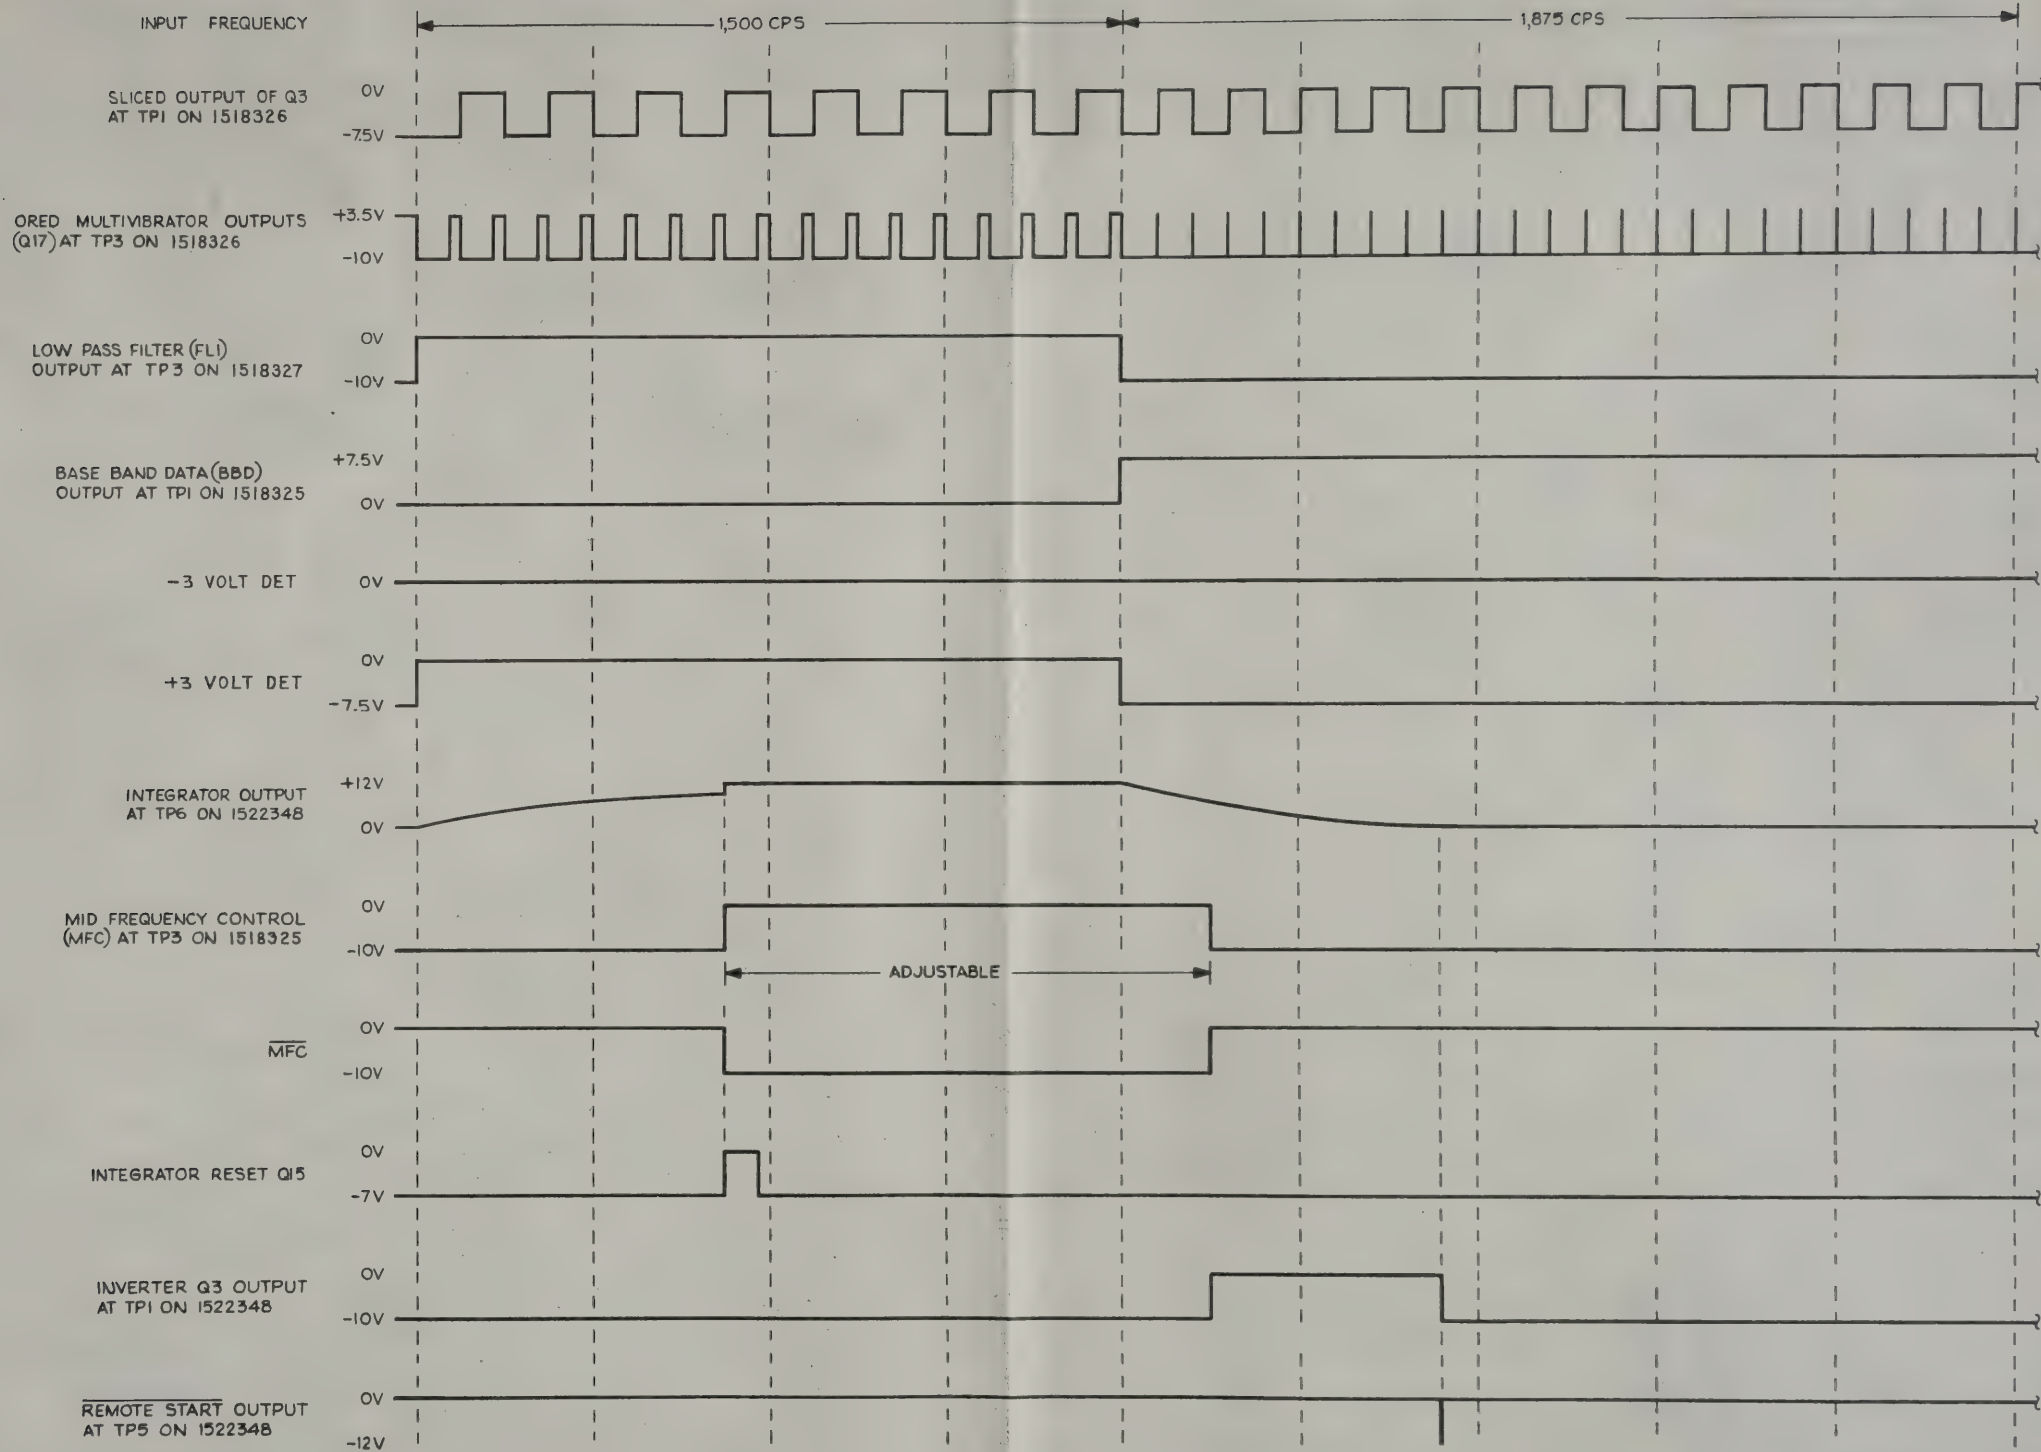 INPUT FREQUENCY
1,500 CPS
1,875 CPS
SLICED OUTPUT OF Q3
AT TP1 ON 1518326
0V
-7.5V
ORED MULTIVIBRATOR OUTPUTS
(Q17) AT TP3 ON 1518326
+3.5V
-10V
LOW PASS FILTER (FL1)
OUTPUT AT TP3 ON 1518327
0V
-10V
BASE BAND DATA (BBD)
OUTPUT AT TP1 ON 1518325
+7.5V
0V
-3 VOLT DET
0V
+3 VOLT DET
0V
-7.5V
INTEGRATOR OUTPUT
AT TP6 ON 1522348
+12V
0V
MID FREQUENCY CONTROL
(MFC) AT TP3 ON 1518325
0V
-10V
ADJUSTABLE
MFC
0V
-10V
INTEGRATOR RESET Q15
0V
-7V
INVERTER Q3 OUTPUT
AT TP1 ON 1522348
0V
-10V
REMOTE START OUTPUT
AT TP5 ON 1522348
0V
-12V